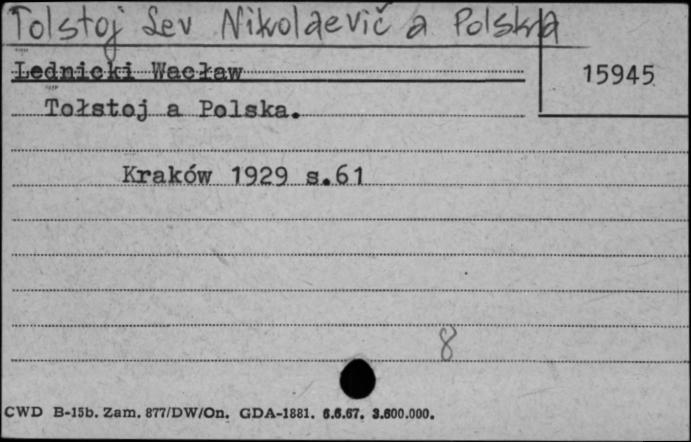 Tolstoj Lev Nikolaevič a Polska
Lednicki Wacław
15945
Tołstoj a Polska.
Kraków 1929 s.61
8
CWD B-15b. Zam. 877/DW/On. GDA-1881. 6.6.67. 3.600.000.